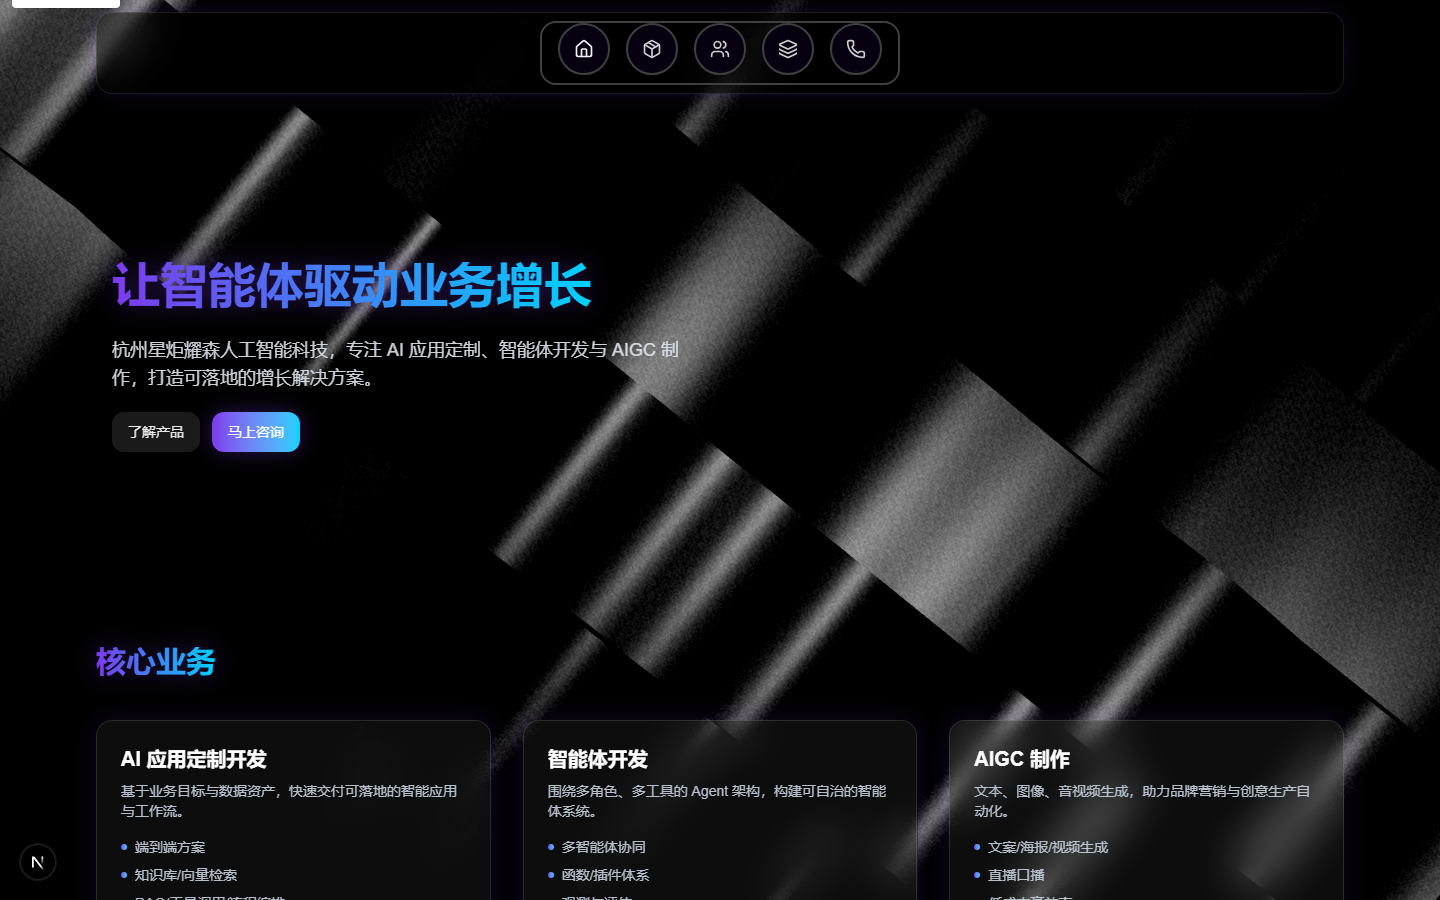 让智能体驱动业务增长
杭州星炬耀森人工智能科技，专注 AI 应用定制、智能体开发与 AIGC 制
作，打造可落地的增长解决方案。
了解产品
马上咨询
核心业务
AI 应用定制开发
基于业务目标与数据资产，快速交付可落地的智能应用
与工作流。
端到端方案
知识库/向量检索
智能体开发
围绕多角色、多工具的 Agent 架构，构建可自治的智能
体系统。
多智能体协同
函数/插件体系
AIGC 制作
文本、图像、音视频生成，助力品牌营销与创意生产自
动化。
文案/海报/视频生成
直播口播
N